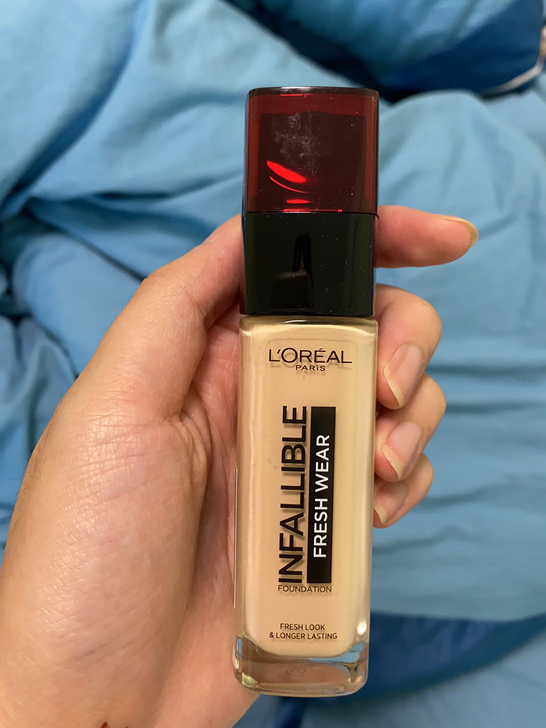 L'ORÉAL
PARIS
INFALLIBLE
FRESH WEAR
FOUNDATION
FRESH LOOK
& LONGER LASTING